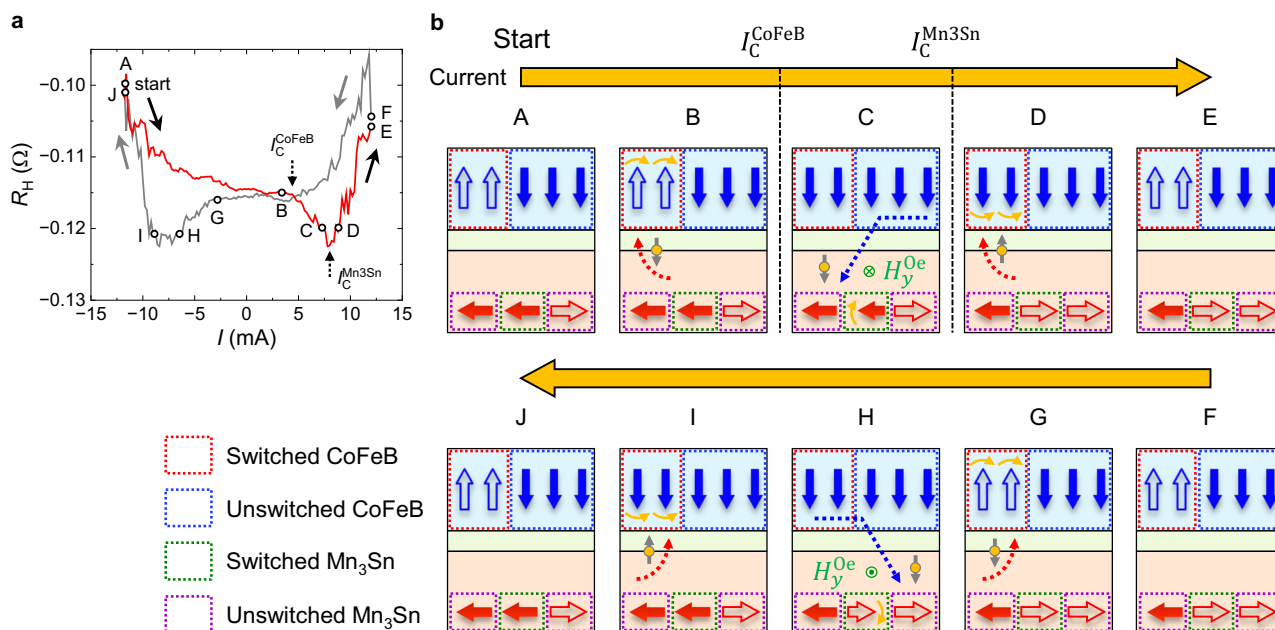 a
b
Start
I_C^CoFeB
I_C^Mn3Sn
Current
A
B
C
D
E
H_y^Oe
A
start
J
F
E
I_C^CoFeB
B
G
C
D
I
H
I_C^Mn3Sn
−0.10
−0.11
−0.12
−0.13
R_H (Ω)
−15
−10
−5
0
5
10
15
I (mA)
J
I
H
G
F
H_y^Oe
Switched CoFeB
Unswitched CoFeB
Switched Mn₃Sn
Unswitched Mn₃Sn